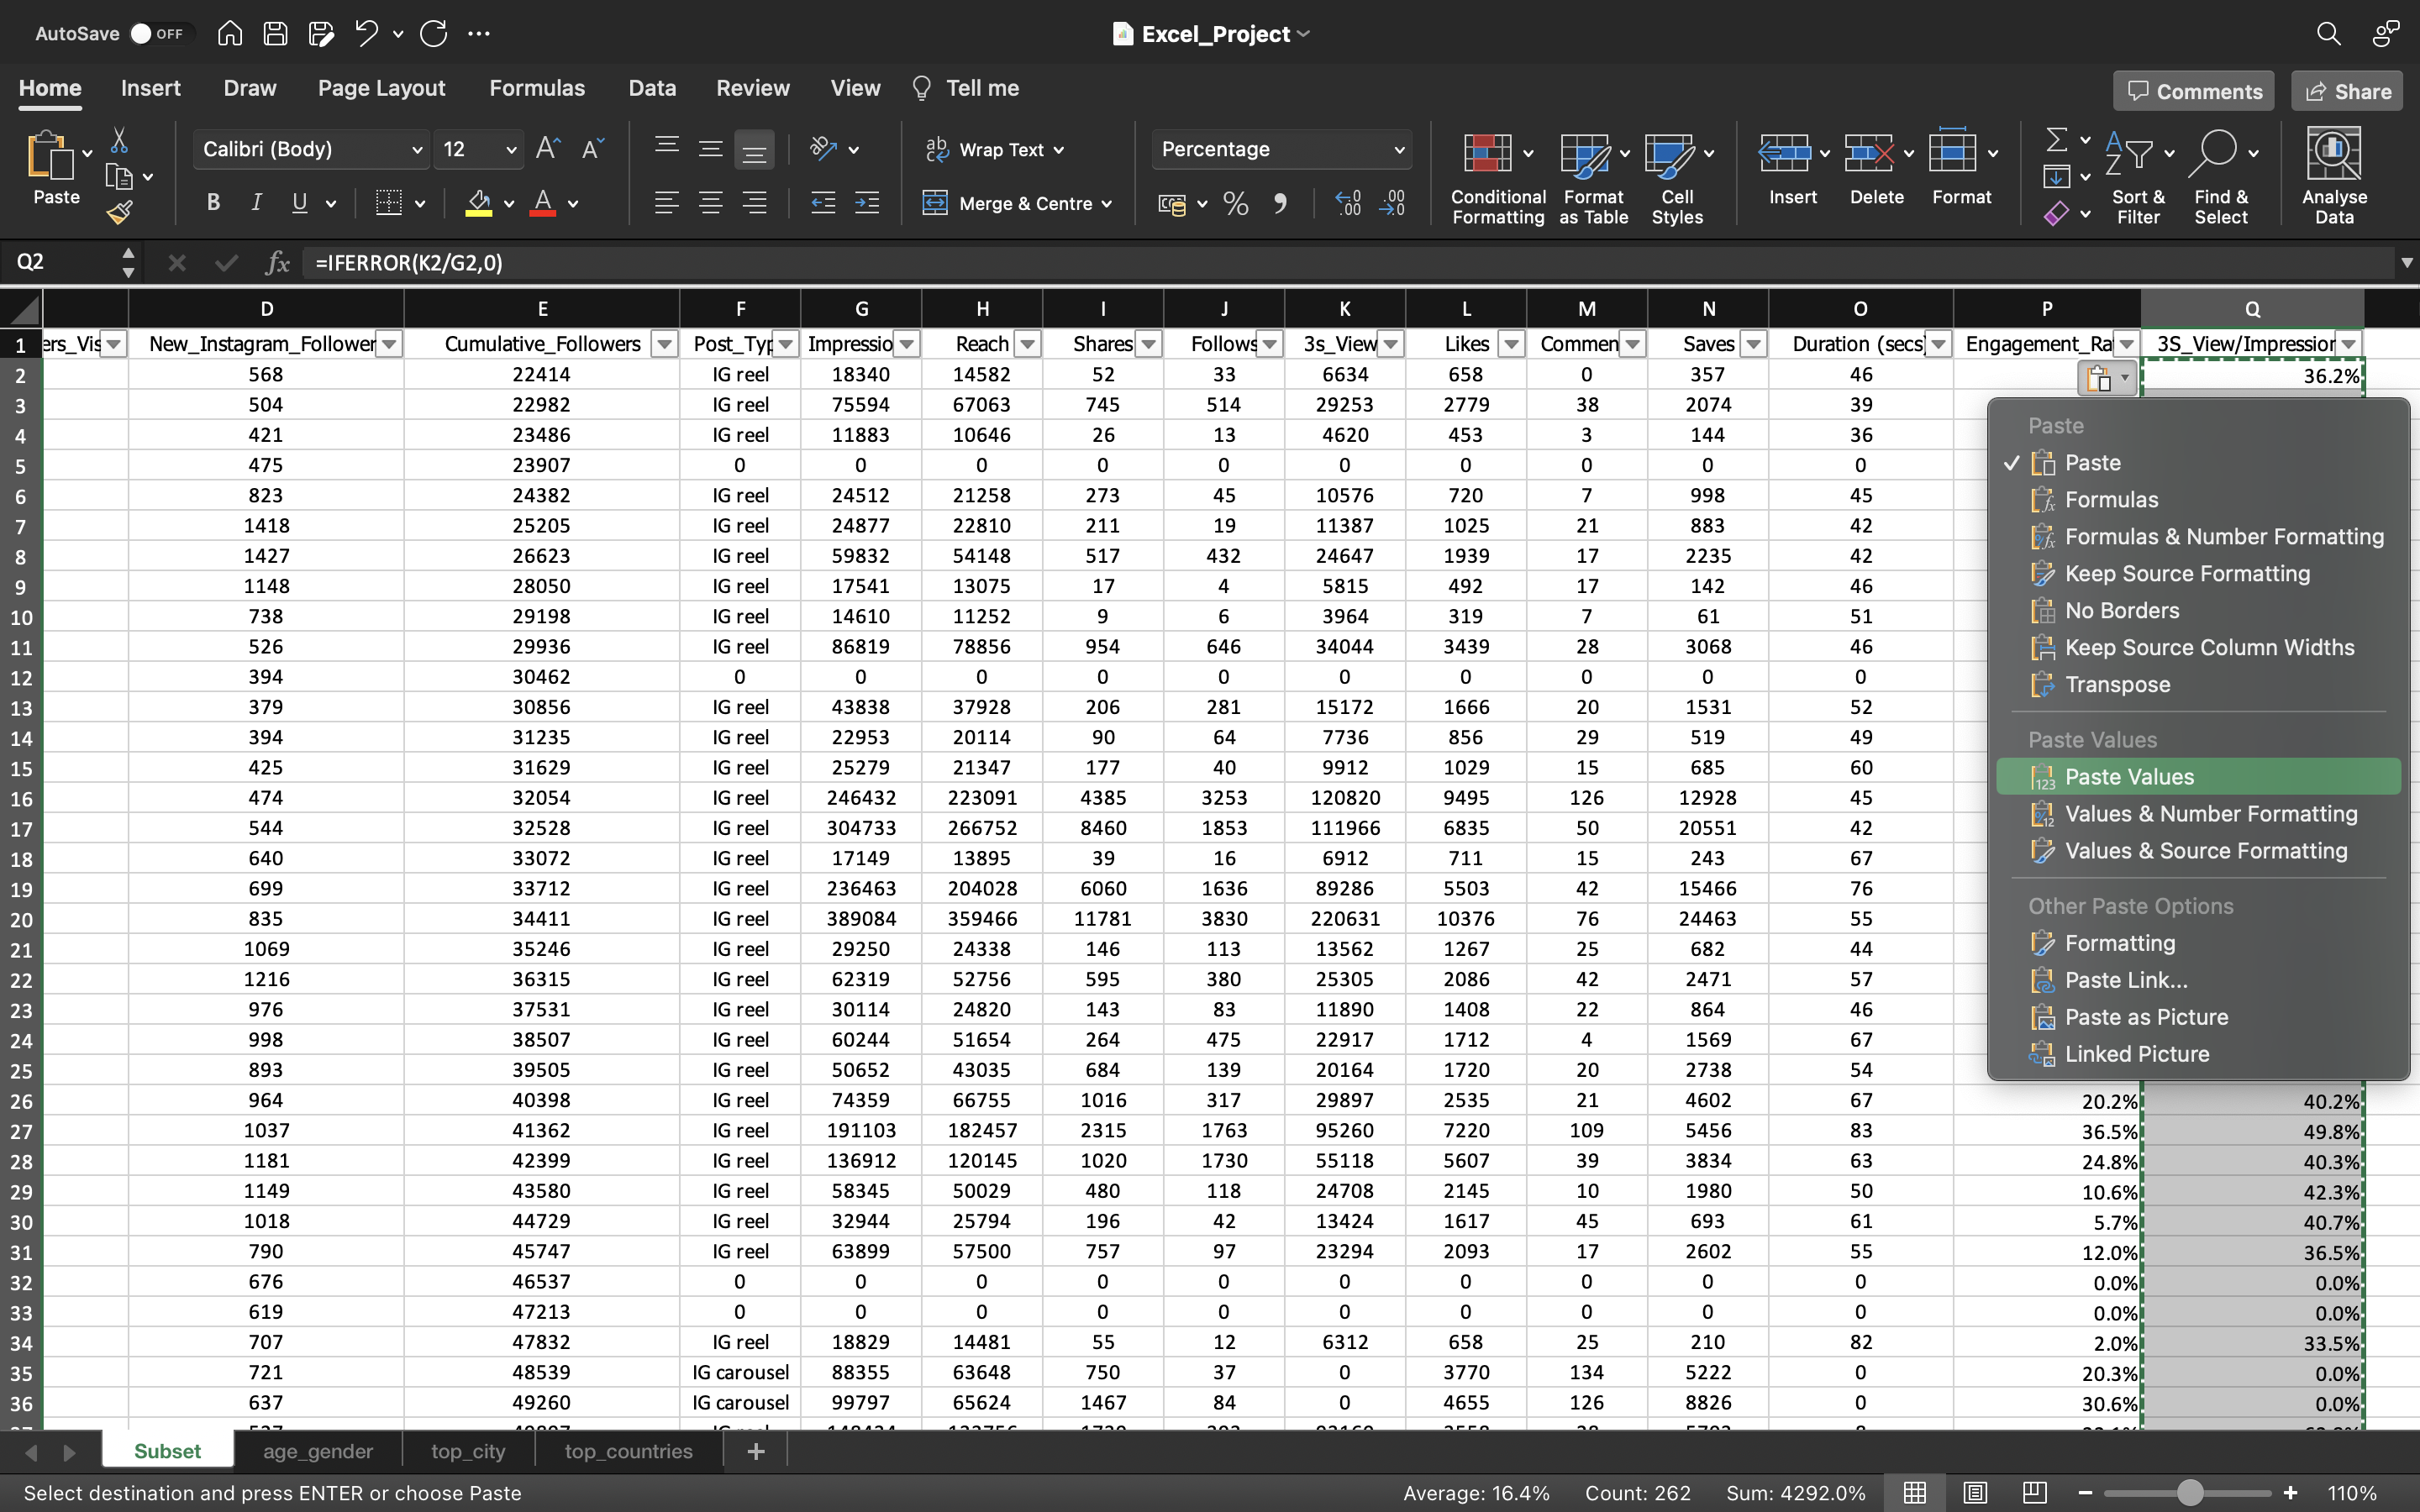 AutoSave OFF Excel_Project
Home Insert Draw Page Layout Formulas Data Review View Tell me Comments Share
Paste Calibri (Body) 12 A A Wrap Text Percentage Conditional Formatting Format as Table Cell Styles Insert Delete Format Sort & Filter Find & Select Analyse Data
B I U A Merge & Centre % .00
Q2 fx =IFERROR(K2/G2,0)
D E F G H I J K L M N O P Q
1 ers_Vis New_Instagram_Follower Cumulative_Followers Post_Typ Impressio Reach Shares Follows 3s_View Likes Commen Saves Duration (secs) Engagement_Ra 3S_View/Impression
2 568 22414 IG reel 18340 14582 52 33 6634 658 0 357 46 36.2%
3 504 22982 IG reel 75594 67063 745 514 29253 2779 38 2074 39
4 421 23486 IG reel 11883 10646 26 13 4620 453 3 144 36
5 475 23907 0 0 0 0 0 0 0 0 0 0
6 823 24382 IG reel 24512 21258 273 45 10576 720 7 998 45
7 1418 25205 IG reel 24877 22810 211 19 11387 1025 21 883 42
8 1427 26623 IG reel 59832 54148 517 432 24647 1939 17 2235 42
9 1148 28050 IG reel 17541 13075 17 4 5815 492 17 142 46
10 738 29198 IG reel 14610 11252 9 6 3964 319 7 61 51
11 526 29936 IG reel 86819 78856 954 646 34044 3439 28 3068 46
12 394 30462 0 0 0 0 0 0 0 0 0 0
13 379 30856 IG reel 43838 37928 206 281 15172 1666 20 1531 52
14 394 31235 IG reel 22953 20114 90 64 7736 856 29 519 49
15 425 31629 IG reel 25279 21347 177 40 9912 1029 15 685 60
16 474 32054 IG reel 246432 223091 4385 3253 120820 9495 126 12928 45
17 544 32528 IG reel 304733 266752 8460 1853 111966 6835 50 20551 42
18 640 33072 IG reel 17149 13895 39 16 6912 711 15 243 67
19 699 33712 IG reel 236463 204028 6060 1636 89286 5503 42 15466 76
20 835 34411 IG reel 389084 359466 11781 3830 220631 10376 76 24463 55
21 1069 35246 IG reel 29250 24338 146 113 13562 1267 25 682 44
22 1216 36315 IG reel 62319 52756 595 380 25305 2086 42 2471 57
23 976 37531 IG reel 30114 24820 143 83 11890 1408 22 864 46
24 998 38507 IG reel 60244 51654 264 475 22917 1712 4 1569 67
25 893 39505 IG reel 50652 43035 684 139 20164 1720 20 2738 54
26 964 40398 IG reel 74359 66755 1016 317 29897 2535 21 4602 67 20.2% 40.2%
27 1037 41362 IG reel 191103 182457 2315 1763 95260 7220 109 5456 83 36.5% 49.8%
28 1181 42399 IG reel 136912 120145 1020 1730 55118 5607 39 3834 63 24.8% 40.3%
29 1149 43580 IG reel 58345 50029 480 118 24708 2145 10 1980 50 10.6% 42.3%
30 1018 44729 IG reel 32944 25794 196 42 13424 1617 45 693 61 5.7% 40.7%
31 790 45747 IG reel 63899 57500 757 97 23294 2093 17 2602 55 12.0% 36.5%
32 676 46537 0 0 0 0 0 0 0 0 0 0 0.0% 0.0%
33 619 47213 0 0 0 0 0 0 0 0 0 0 0.0% 0.0%
34 707 47832 IG reel 18829 14481 55 12 6312 658 25 210 82 2.0% 33.5%
35 721 48539 IG carousel 88355 63648 750 37 0 3770 134 5222 0 20.3% 0.0%
36 637 49260 IG carousel 99797 65624 1467 84 0 4655 126 8826 0 30.6% 0.0%
Paste
Paste
Formulas
Formulas & Number Formatting
Keep Source Formatting
No Borders
Keep Source Column Widths
Transpose
Paste Values
Paste Values
Values & Number Formatting
Values & Source Formatting
Other Paste Options
Formatting
Paste Link...
Paste as Picture
Linked Picture
Subset age_gender top_city top_countries +
Select destination and press ENTER or choose Paste Average: 16.4% Count: 262 Sum: 4292.0% 110%